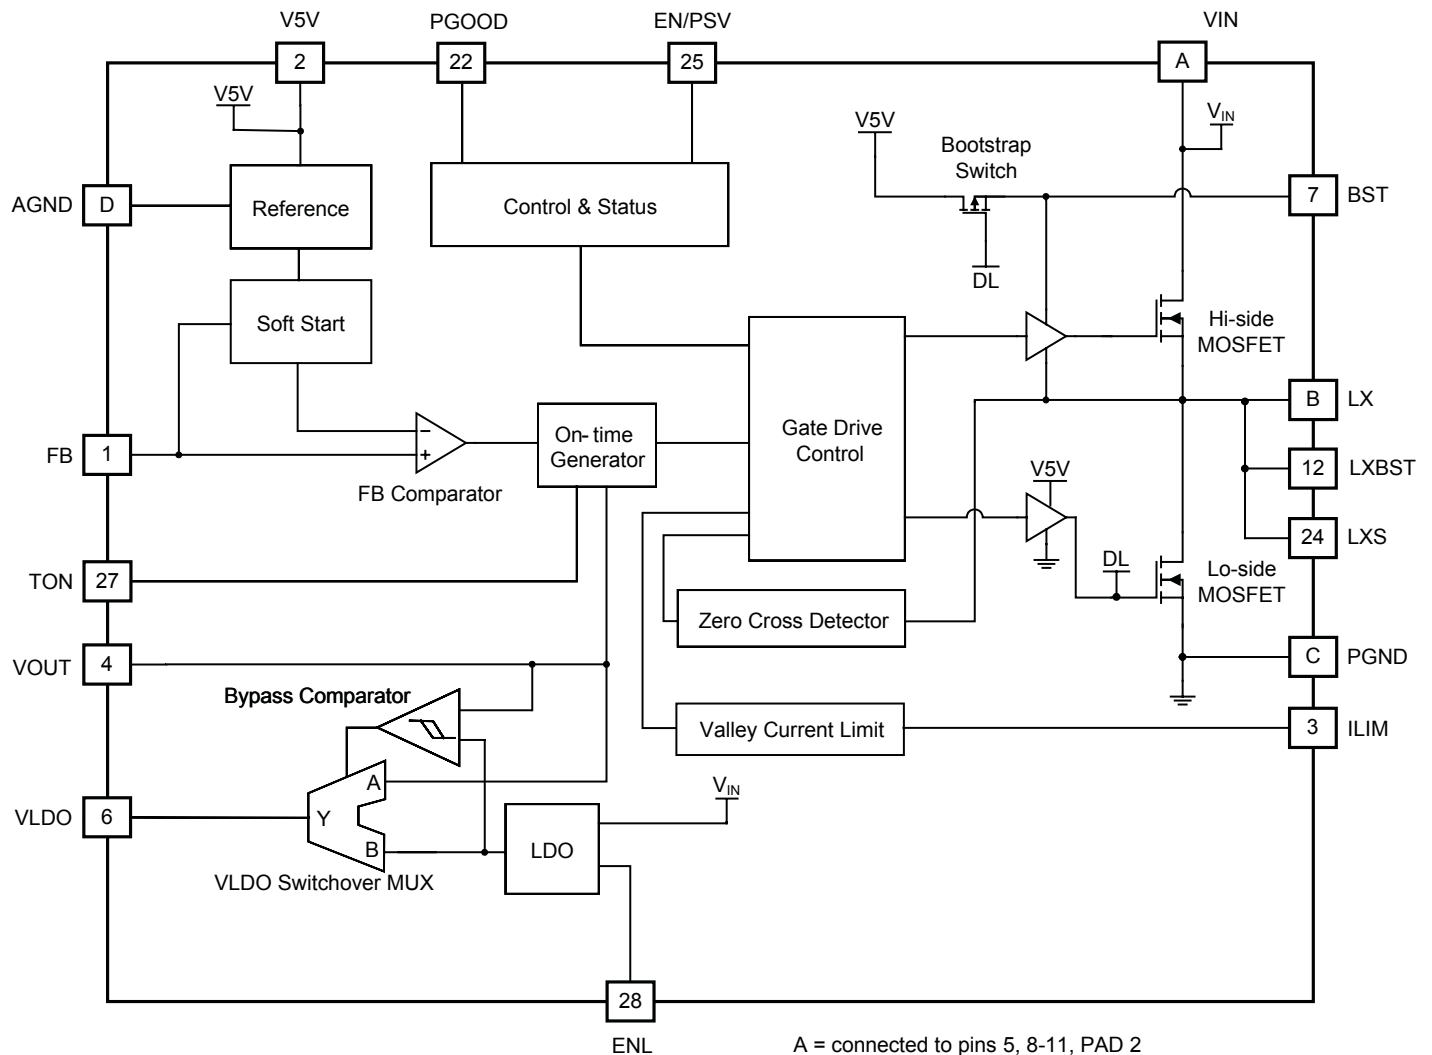 V5V
PGOOD
EN/PSV
VIN
2
22
25
A
V5V
V5V
Bootstrap
Switch
VIN
AGND
D
Reference
Control & Status
7
BST
DL
Soft Start
Hi-side
MOSFET
B
LX
FB
1
−
+
FB Comparator
On-time
Generator
Gate Drive
Control
V5V
12
LXBST
24
LXS
TON
27
DL
Lo-side
MOSFET
Zero Cross Detector
VOUT
4
C
PGND
Bypass Comparator
Valley Current Limit
3
ILIM
A
VIN
VLDO
6
Y
B
LDO
VLDO Switchover MUX
28
ENL
A = connected to pins 5, 8-11, PAD 2